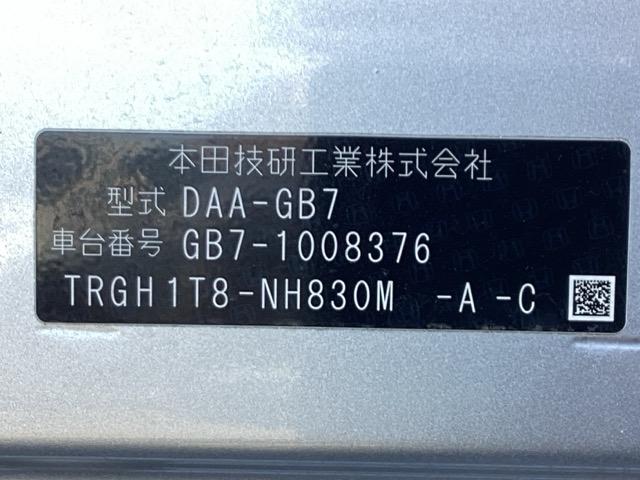 本田技研工業株式会社
型式 DAA-GB7
車台番号 GB7-1008376
TRGH1T8-NH830M -A -C